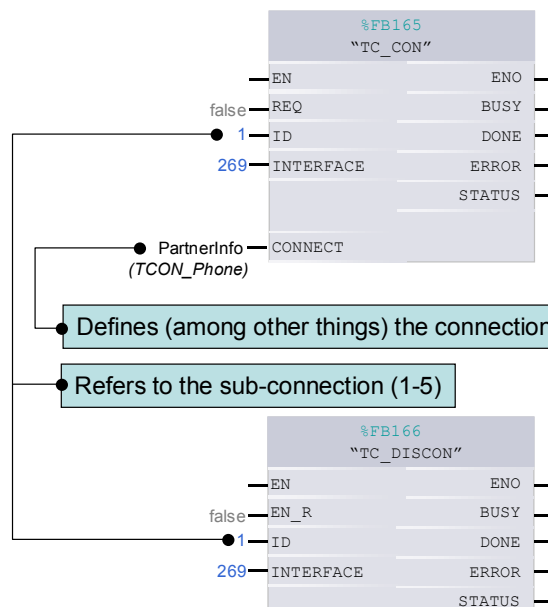 %FB165
“TC_CON”
EN ENO
false REQ BUSY
1 ID DONE
269 INTERFACE ERROR
STATUS
PartnerInfo CONNECT
(TCON_Phone)
Defines (among other things) the connection
Refers to the sub-connection (1-5)
%FB166
“TC_DISCON”
EN ENO
false EN_R BUSY
1 ID DONE
269 INTERFACE ERROR
STATUS